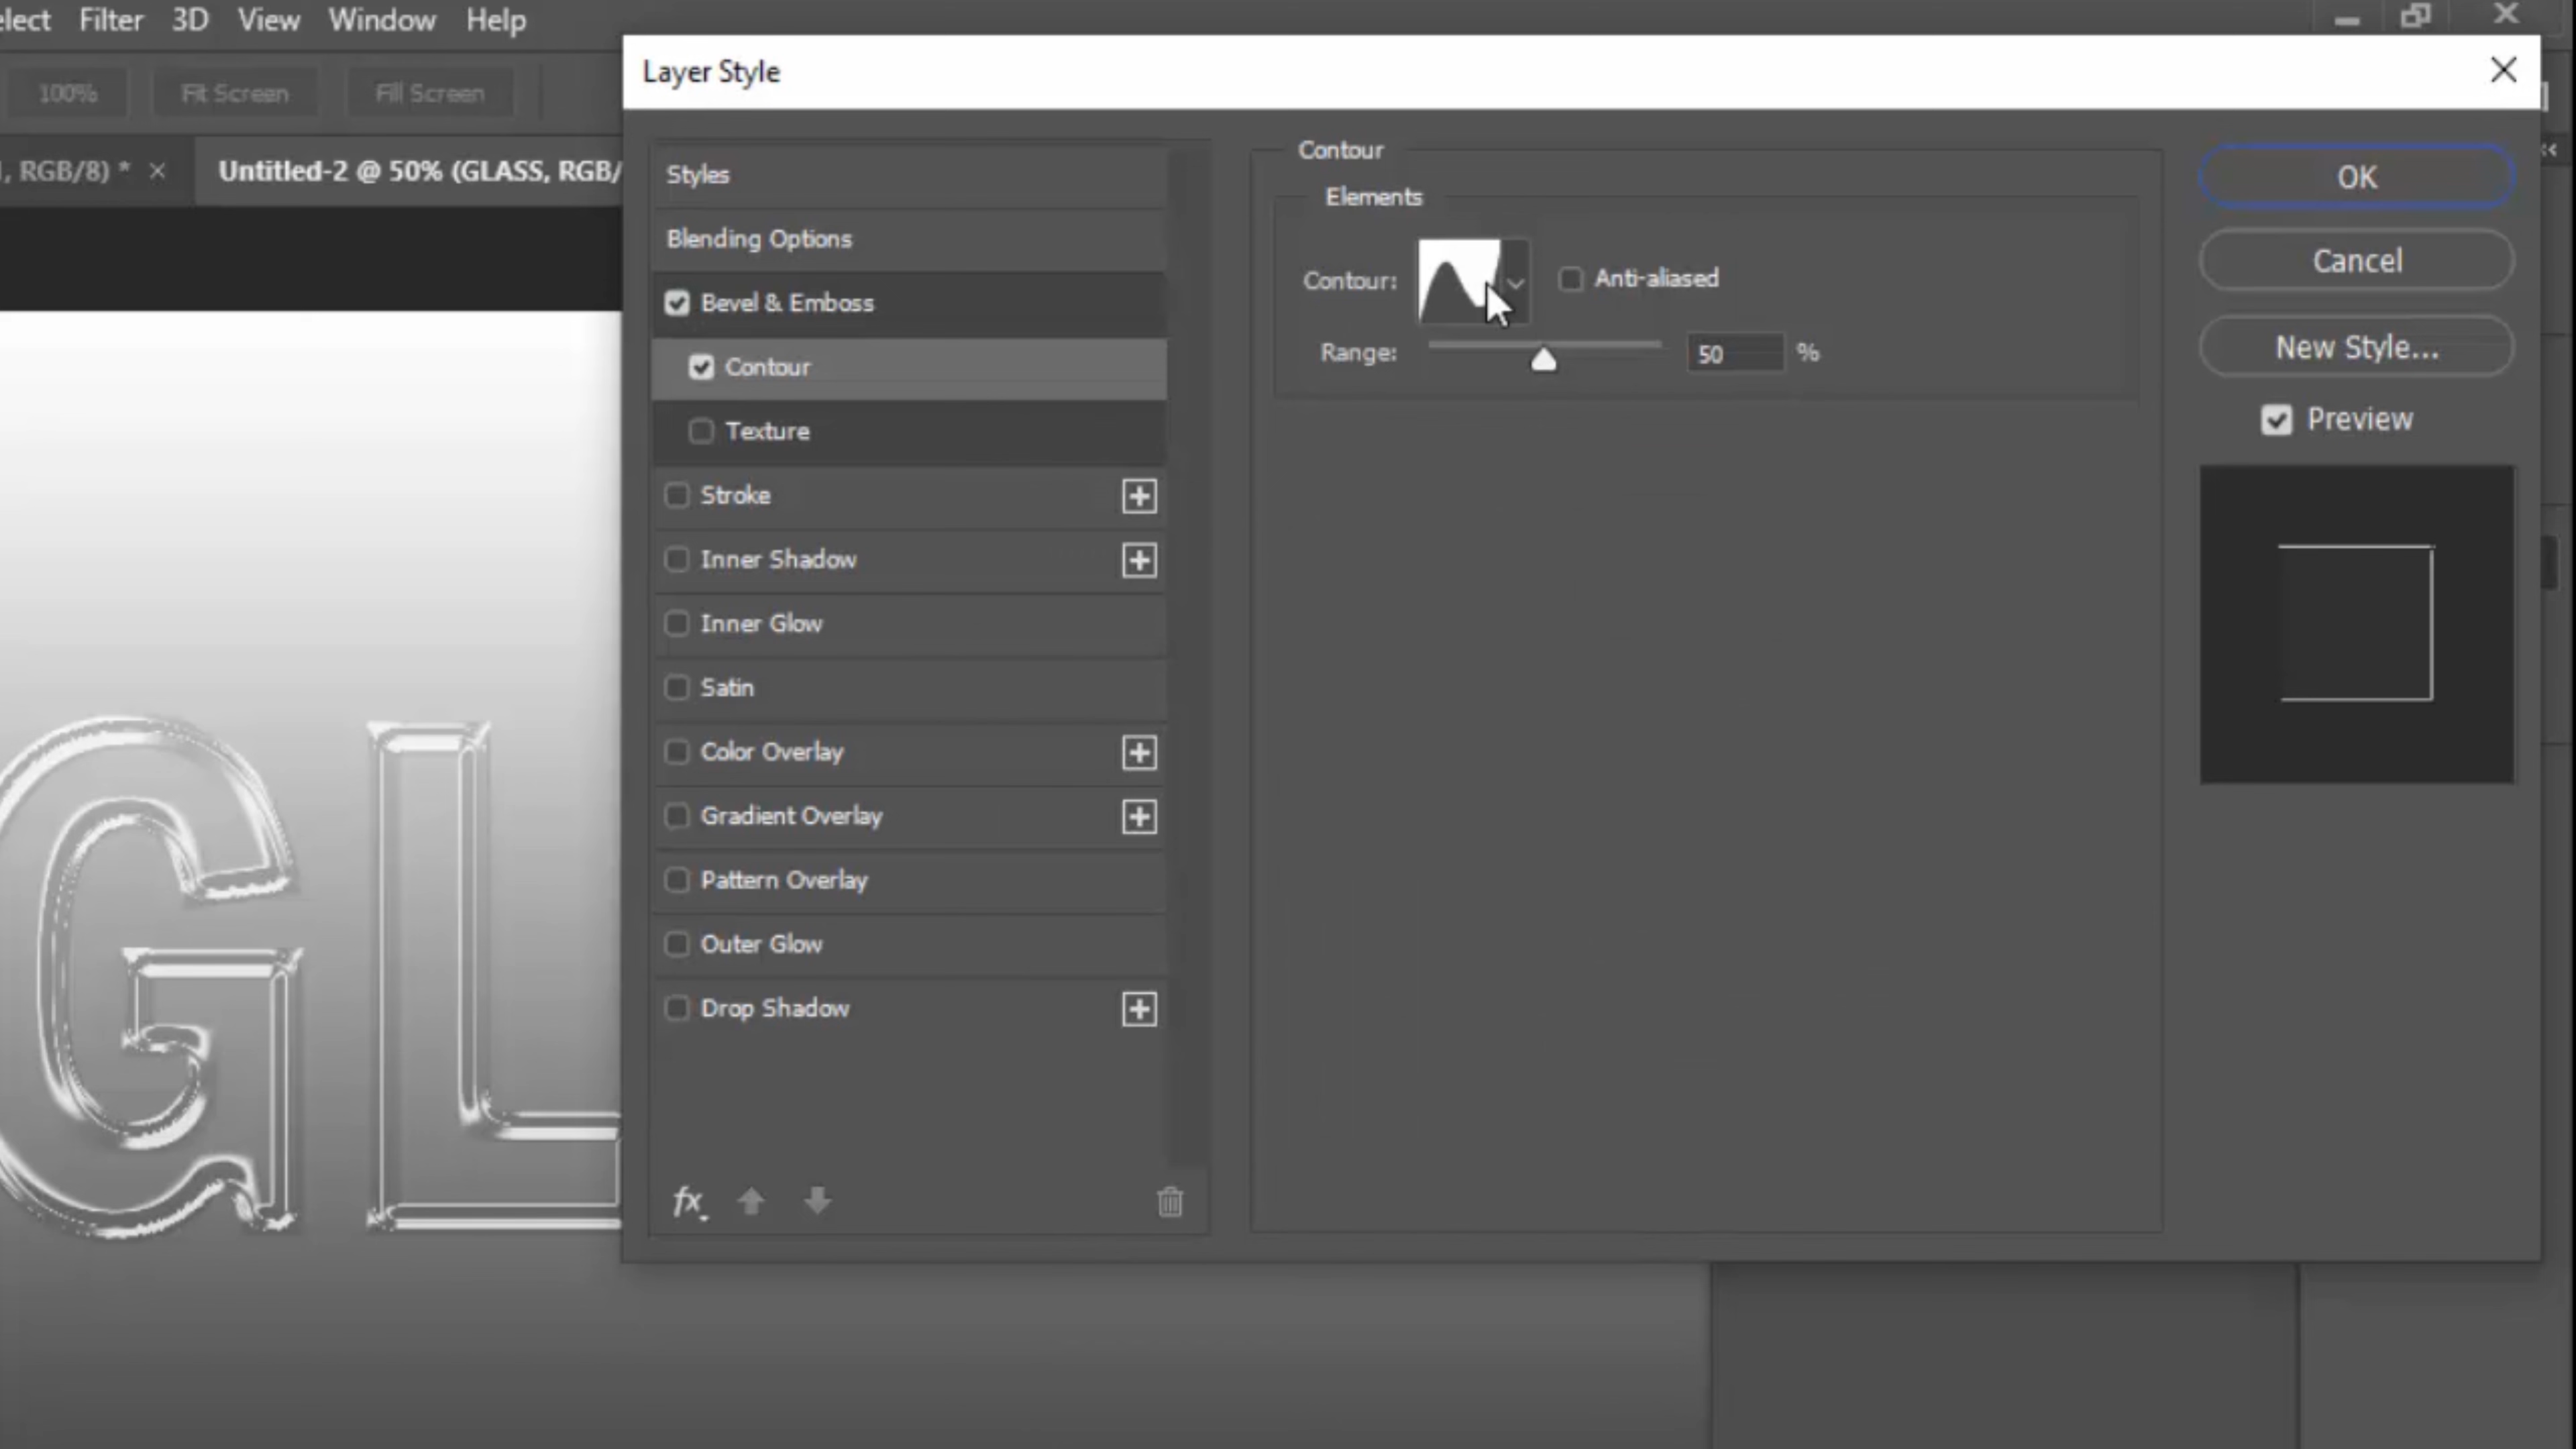 elect Filter 3D View Window Help
Layer Style
100% Fit Screen Fill Screen
, RGB/8) * × Untitled-2 @ 50% (GLASS, RGB/
Styles
Blending Options
Bevel & Emboss
Contour
Texture
Stroke
Inner Shadow
Inner Glow
Satin
Color Overlay
Gradient Overlay
Pattern Overlay
Outer Glow
Drop Shadow
fx
Contour
Elements
Contour: Anti-aliased
Range: 50 %
OK
Cancel
New Style...
Preview
GL